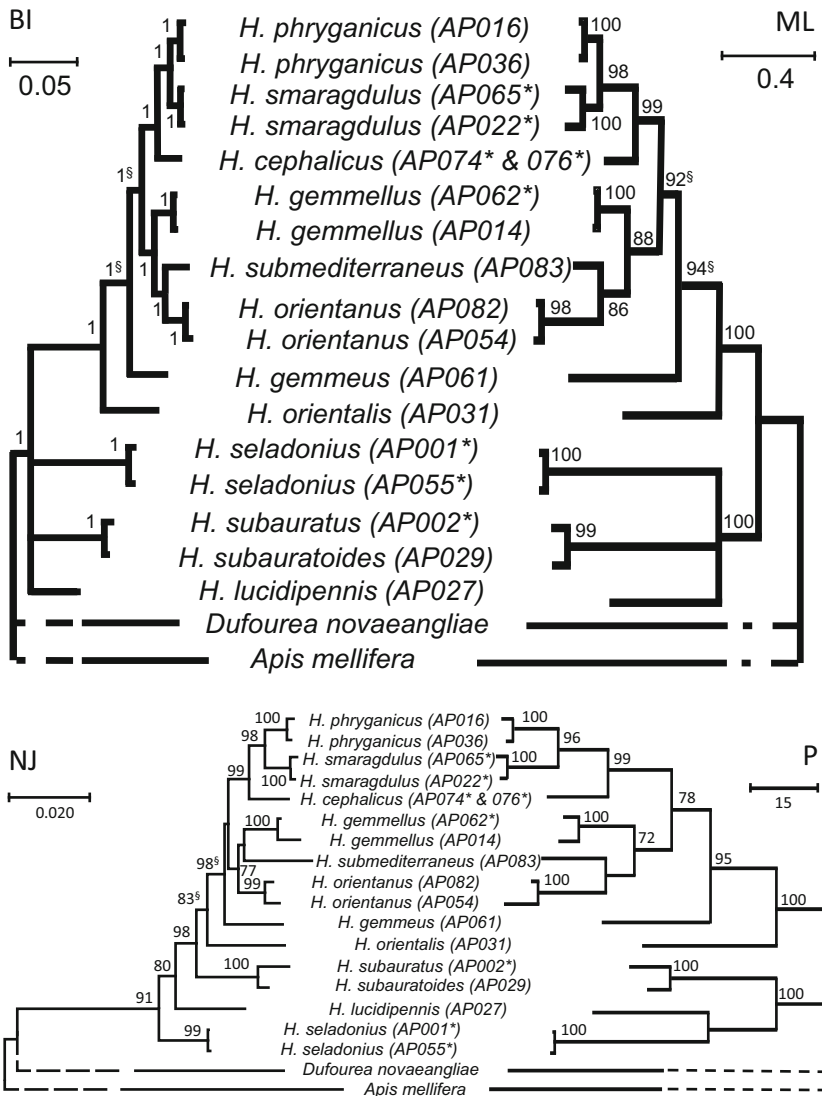 BI
ML
0.05
0.4
H. phryganicus (AP016)
H. phryganicus (AP036)
H. smaragdulus (AP065*)
H. smaragdulus (AP022*)
H. cephalicus (AP074* & 076*)
H. gemmellus (AP062*)
H. gemmellus (AP014)
H. submediterraneus (AP083)
H. orientanus (AP082)
H. orientanus (AP054)
H. gemmeus (AP061)
H. orientalis (AP031)
H. seladonius (AP001*)
H. seladonius (AP055*)
H. subauratus (AP002*)
H. subauratoides (AP029)
H. lucidipennis (AP027)
Dufourea novaeangliae
Apis mellifera
1
1
1
1
1
1§
1
1
1
1
1§
1
1
1
1
100
98
100
99
92§
100
88
98
86
94§
100
100
99
100
NJ
P
0.020
15
H. phryganicus (AP016)
H. phryganicus (AP036)
H. smaragdulus (AP065*)
H. smaragdulus (AP022*)
H. cephalicus (AP074* & 076*)
H. gemmellus (AP062*)
H. gemmellus (AP014)
H. submediterraneus (AP083)
H. orientanus (AP082)
H. orientanus (AP054)
H. gemmeus (AP061)
H. orientalis (AP031)
H. subauratus (AP002*)
H. subauratoides (AP029)
H. lucidipennis (AP027)
H. seladonius (AP001*)
H. seladonius (AP055*)
Dufourea novaeangliae
Apis mellifera
100
98
100
99
100
98§
77
99
83§
98
100
80
91
99
100
96
100
99
78
100
72
95
100
100
100
100
100